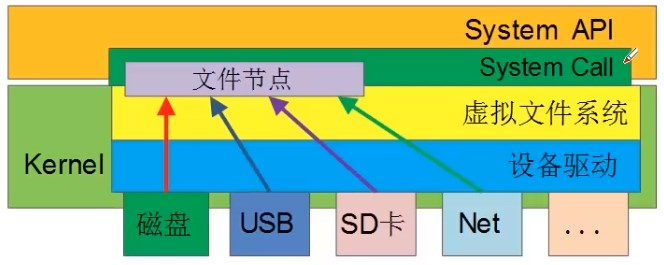 System API
System Call
文件节点
虚拟文件系统
Kernel
设备驱动
磁盘
USB
SD卡
Net
...